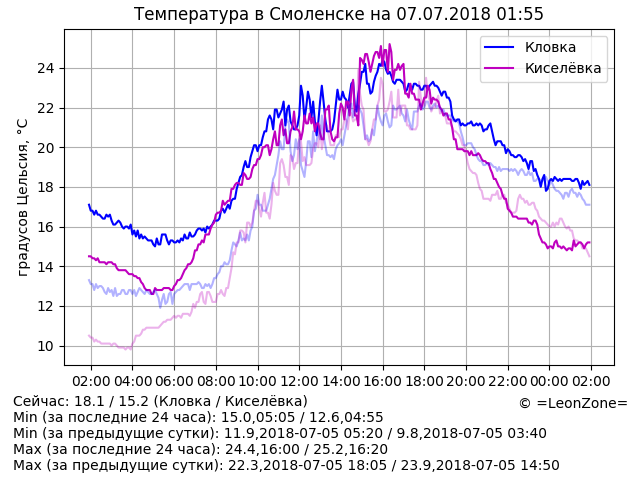 Температура в Смоленске на 07.07.2018 01:55
градусов Цельсия, °C
24
22
20
18
16
14
12
10
Кловка
Киселёвка
02:00 04:00 06:00 08:00 10:00 12:00 14:00 16:00 18:00 20:00 22:00 00:00 02:00
Сейчас: 18.1 / 15.2 (Кловка / Киселёвка)
© =LeonZone=
Min (за последние 24 часа): 15.0,05:05 / 12.6,04:55
Min (за предыдущие сутки): 11.9,2018-07-05 05:20 / 9.8,2018-07-05 03:40
Max (за последние 24 часа): 24.4,16:00 / 25.2,16:20
Max (за предыдущие сутки): 22.3,2018-07-05 18:05 / 23.9,2018-07-05 14:50